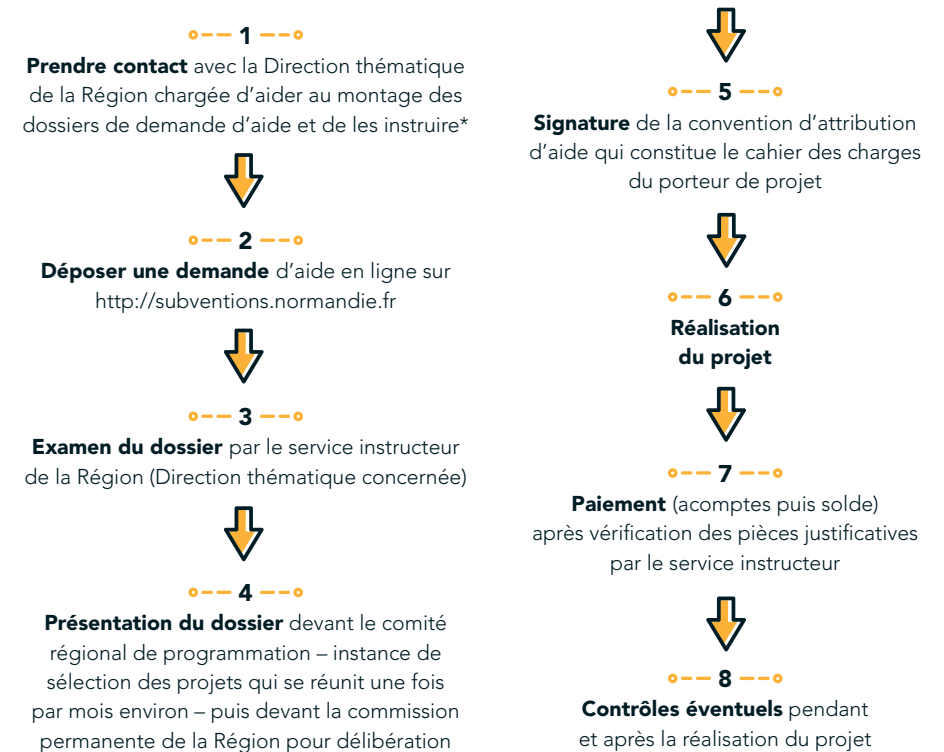 1
Prendre contact avec la Direction thématique
de la Région chargée d'aider au montage des
dossiers de demande d'aide et de les instruire*
2
Déposer une demande d'aide en ligne sur
http://subventions.normandie.fr
3
Examen du dossier par le service instructeur
de la Région (Direction thématique concernée)
4
Présentation du dossier devant le comité
régional de programmation – instance de
sélection des projets qui se réunit une fois
par mois environ – puis devant la commission
permanente de la Région pour délibération
5
Signature de la convention d'attribution
d'aide qui constitue le cahier des charges
du porteur de projet
6
Réalisation
du projet
7
Paiement (acomptes puis solde)
après vérification des pièces justificatives
par le service instructeur
8
Contrôles éventuels pendant
et après la réalisation du projet